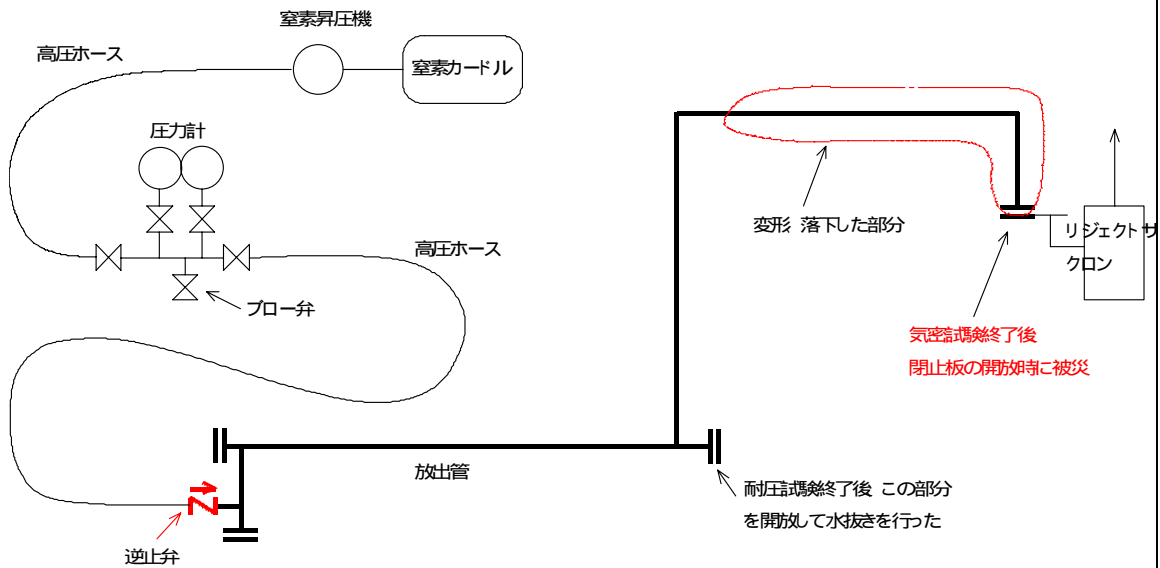 窒素昇圧機
高圧ホース
窒素カードル
圧力計
変形 落下した部分
リジェクトサ
クロン
高圧ホース
ブロー弁
気密試験終了後
閉止板の開放時に被災
放出管
耐圧試験終了後 この部分
を開放して水抜きを行った
逆止弁